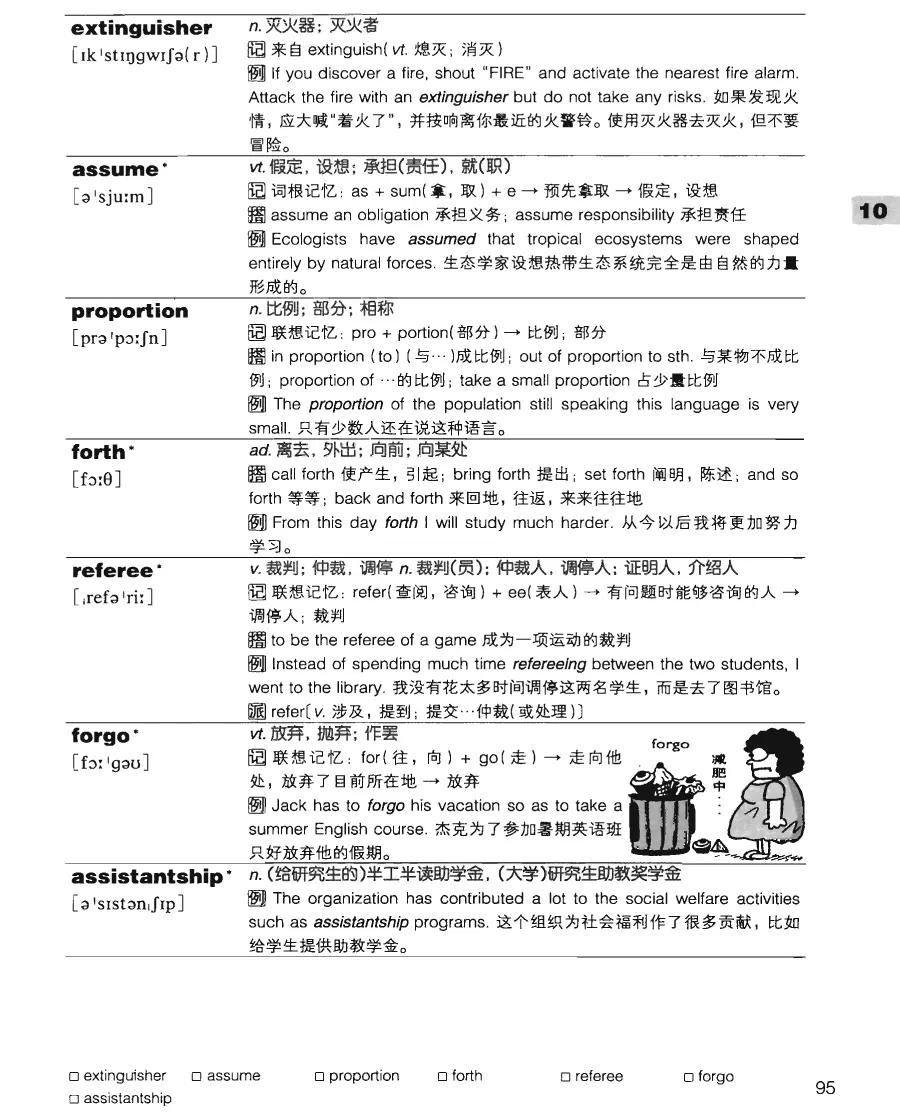 extinguisher n. 灭火器；灭火者
[ɪkˈstɪŋgwɪʃə(r)] 记 来自 extinguish(vt. 熄灭；消灭)
例 If you discover a fire, shout “FIRE” and activate the nearest fire alarm.
Attack the fire with an extinguisher but do not take any risks. 如果发现火
情，应大喊“着火了”，并按响离你最近的火警铃。使用灭火器去灭火，但不要
冒险。
assume* vt. 假定，设想；承担(责任)，就(职)
[əˈsjuːm] 记 词根记忆：as + sum(拿，取) + e → 预先拿取 → 假定，设想
搭 assume an obligation 承担义务；assume responsibility 承担责任
10
例 Ecologists have assumed that tropical ecosystems were shaped
entirely by natural forces. 生态学家设想热带生态系统完全是由自然的力量
形成的。
proportion n. 比例；部分；相称
[prəˈpɔːʃn] 记 联想记忆：pro + portion(部分) → 比例；部分
搭 in proportion (to) (与…)成比例；out of proportion to sth. 与某物不成比
例；proportion of …的比例；take a small proportion 占少量比例
例 The proportion of the population still speaking this language is very
small. 只有少数人还在说这种语言。
forth* ad. 离去，外出；向前；向某处
[fɔːθ] 搭 call forth 使产生，引起；bring forth 提出；set forth 阐明，陈述；and so
forth 等等；back and forth 来回地，往返，来来往往地
例 From this day forth I will study much harder. 从今以后我将更加努力
学习。
referee* v. 裁判；仲裁，调停 n. 裁判(员)；仲裁人，调停人；证明人，介绍人
[ˌrefəˈriː] 记 联想记忆：refer(查阅，咨询) + ee(表人) → 有问题时能够咨询的人 →
调停人；裁判
搭 to be the referee of a game 成为一项运动的裁判
例 Instead of spending much time refereeing between the two students, I
went to the library. 我没有花太多时间调停这两名学生，而是去了图书馆。
派 refer[v. 涉及，提到；提交…仲裁(或处理)]
forgo* vt. 放弃，抛弃；作罢
[fɔːˈgəʊ] 记 联想记忆：for(往，向) + go(走) → 走向他
处，放弃了目前所在地 → 放弃
例 Jack has to forgo his vacation so as to take a
summer English course. 杰克为了参加暑期英语班
只好放弃他的假期。
forgo
减肥中…
assistantship* n. (给研究生的)半工半读助学金，(大学)研究生助教奖学金
[əˈsɪstənˌʃɪp] 例 The organization has contributed a lot to the social welfare activities
such as assistantship programs. 这个组织为社会福利作了很多贡献，比如
给学生提供助教学金。
□ extinguisher □ assume □ proportion □ forth □ referee □ forgo
□ assistantship
95